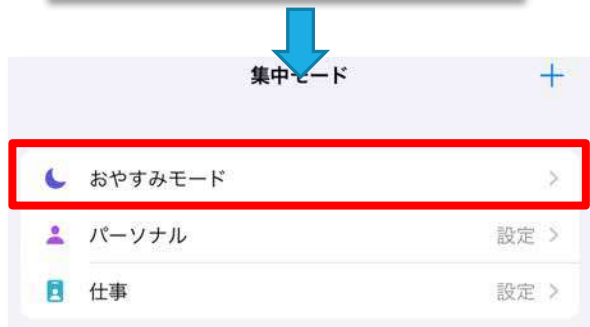 集中モード
おやすみモード
パーソナル 設定
仕事 設定